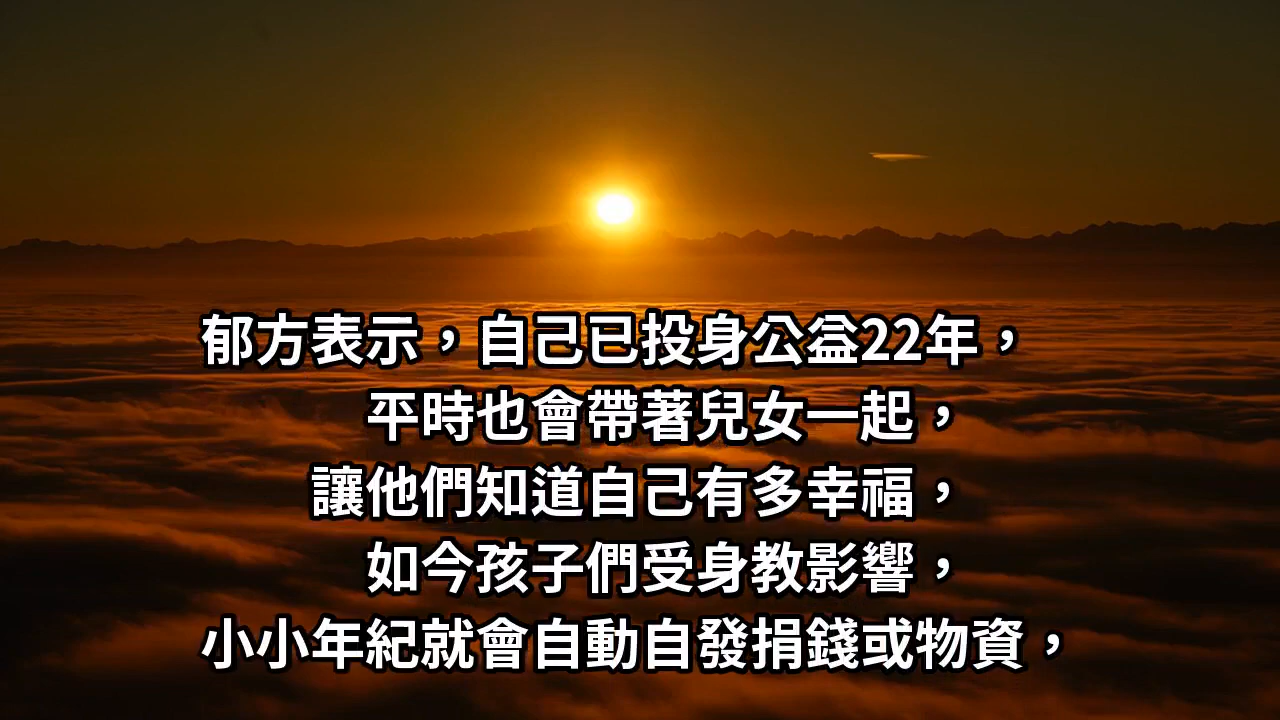 郁方表示，自己已投身公益22年，
平時也會帶著兒女一起，
讓他們知道自己有多幸福，
如今孩子們受身教影響，
小小年紀就會自動自發捐錢或物資，